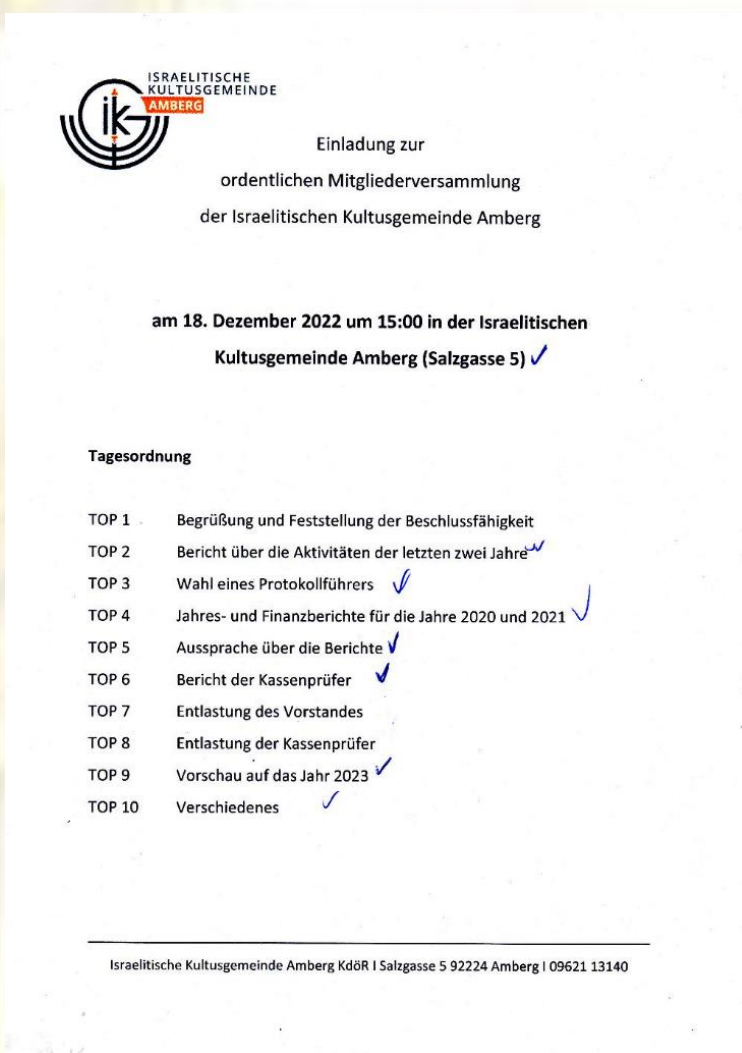 ISRAELITISCHE
KULTUSGEMEINDE
AMBERG
ik
Einladung zur
ordentlichen Mitgliederversammlung
der Israelitischen Kultusgemeinde Amberg
am 18. Dezember 2022 um 15:00 in der Israelitischen
Kultusgemeinde Amberg (Salzgasse 5) ✓
Tagesordnung
TOP 1 Begrüßung und Feststellung der Beschlussfähigkeit
TOP 2 Bericht über die Aktivitäten der letzten zwei Jahre ✓
TOP 3 Wahl eines Protokollführers ✓
TOP 4 Jahres- und Finanzberichte für die Jahre 2020 und 2021 ✓
TOP 5 Aussprache über die Berichte ✓
TOP 6 Bericht der Kassenprüfer ✓
TOP 7 Entlastung des Vorstandes
TOP 8 Entlastung der Kassenprüfer
TOP 9 Vorschau auf das Jahr 2023 ✓
TOP 10 Verschiedenes ✓
Israelitische Kultusgemeinde Amberg KdöR I Salzgasse 5 92224 Amberg I 09621 13140